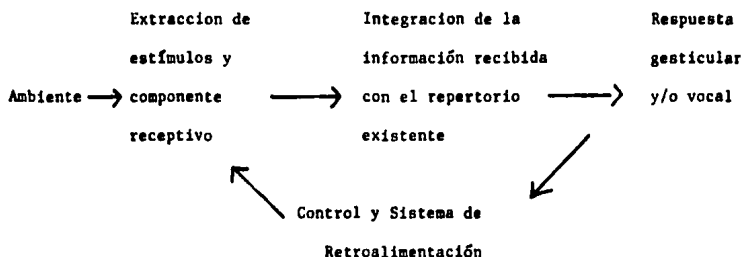 Extraccion de
estímulos y
componente
receptivo
Ambiente
Integracion de la
información recibida
con el repertorio
existente
Respuesta
gesticular
y/o vocal
Control y Sistema de
Retroalimentación